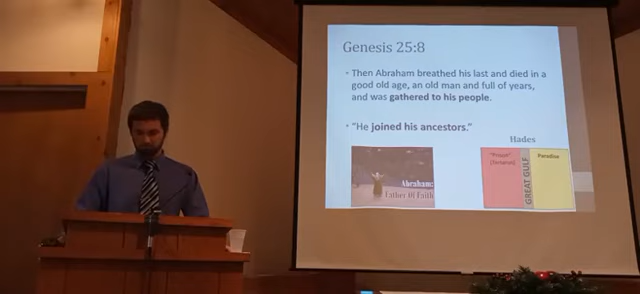 Genesis 25:8
• Then Abraham breathed his last and died in a
good old age, an old man and full of years,
and was gathered to his people.
• "He joined his ancestors."
Hades
Abraham:
Father Of Faith
"Prison"
(Tartarus)
GREAT GULF
Paradise